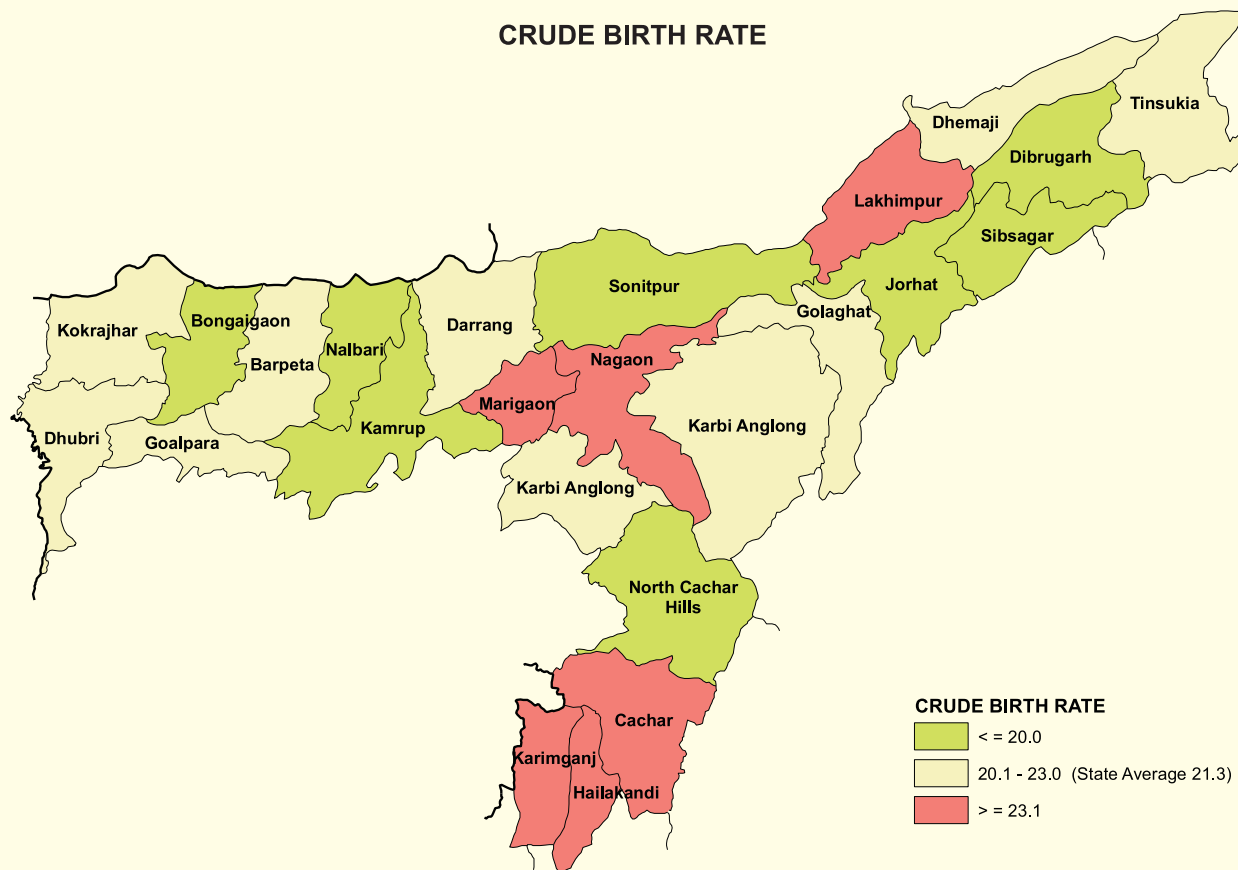 CRUDE BIRTH RATE
Tinsukia
Dhemaji
Dibrugarh
Lakhimpur
Sibsagar
Jorhat
Sonitpur
Golaghat
Kokrajhar
Bongaigaon
Darrang
Nalbari
Barpeta
Nagaon
Marigaon
Karbi Anglong
Kamrup
Dhubri
Goalpara
Karbi Anglong
North Cachar
Hills
Cachar
Karimganj
Hailakandi
CRUDE BIRTH RATE
< = 20.0
20.1 - 23.0 (State Average 21.3)
> = 23.1